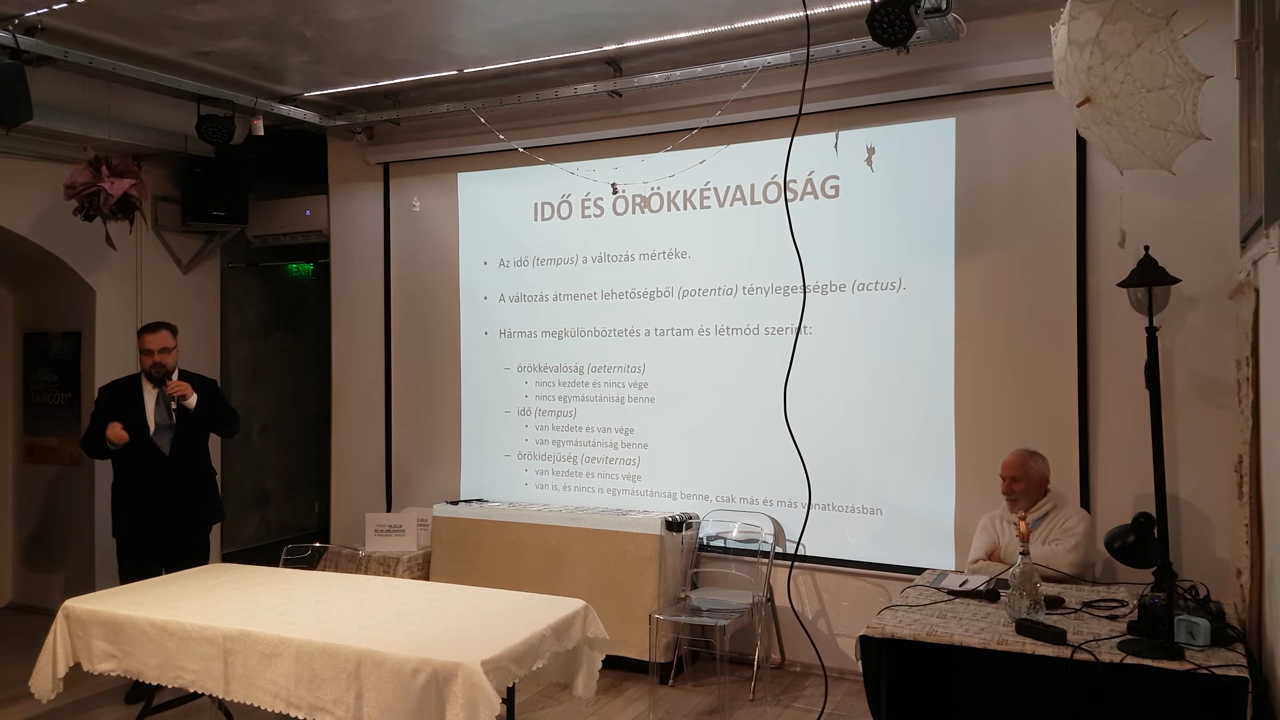 IDŐ ÉS ÖRÖKKÉVALÓSÁG
• Az idő (tempus) a változás mértéke.
• A változás átmenet lehetőségből (potentia) ténylegességbe (actus).
• Hármas megkülönböztetés a tartam és létmód szerint:
– örökkévalóság (aeternitas)
• nincs kezdete és nincs vége
• nincs egymásutániság benne
– idő (tempus)
• van kezdete és van vége
• van egymásutániság benne
– örökidejűség (aeviternas)
• van kezdete és nincs vége
• van is, és nincs is egymásutániság benne, csak más és más vonatkozásban
EXIT
TANGÓTT